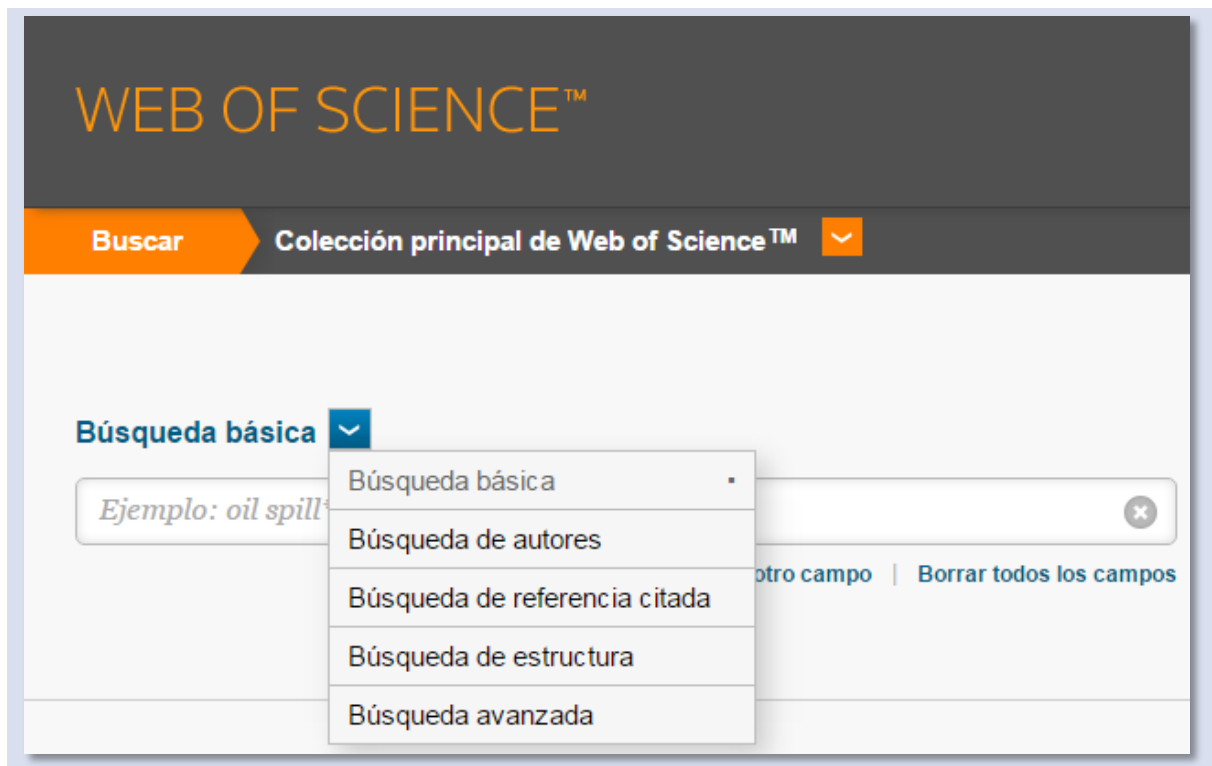 WEB OF SCIENCE™
Buscar
Colección principal de Web of Science™
Búsqueda básica
Búsqueda básica
Ejemplo: oil spill*
Búsqueda de autores
otro campo | Borrar todos los campos
Búsqueda de referencia citada
Búsqueda de estructura
Búsqueda avanzada